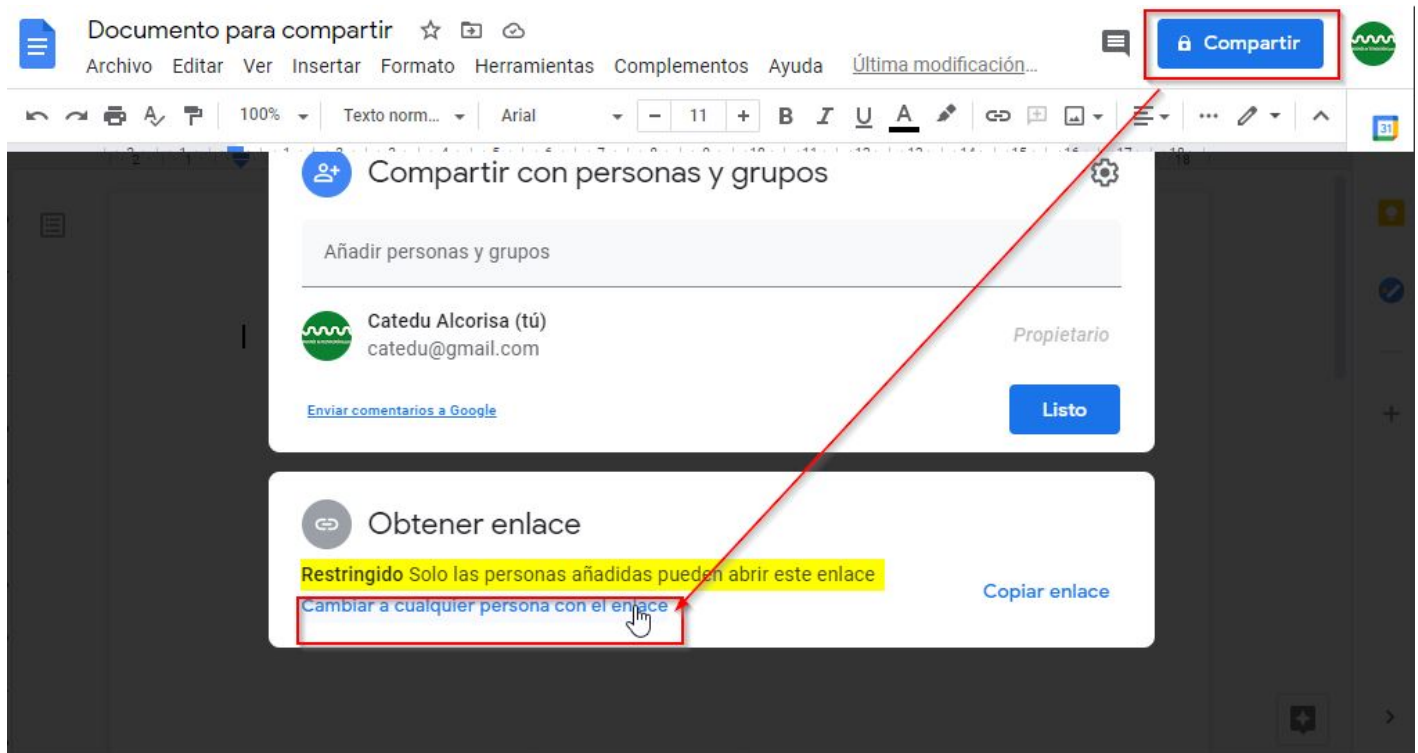 Documento para compartir
Compartir
Archivo Editar Ver Insertar Formato Herramientas Complementos Ayuda Última modificación...
100% Texto norm... Arial - 11 + B I U A ...
31
Compartir con personas y grupos
Añadir personas y grupos
Catedu Alcorisa (tú)
catedu@gmail.com
Propietario
Enviar comentarios a Google
Listo
Obtener enlace
Restringido Solo las personas añadidas pueden abrir este enlace
Cambiar a cualquier persona con el enlace
Copiar enlace